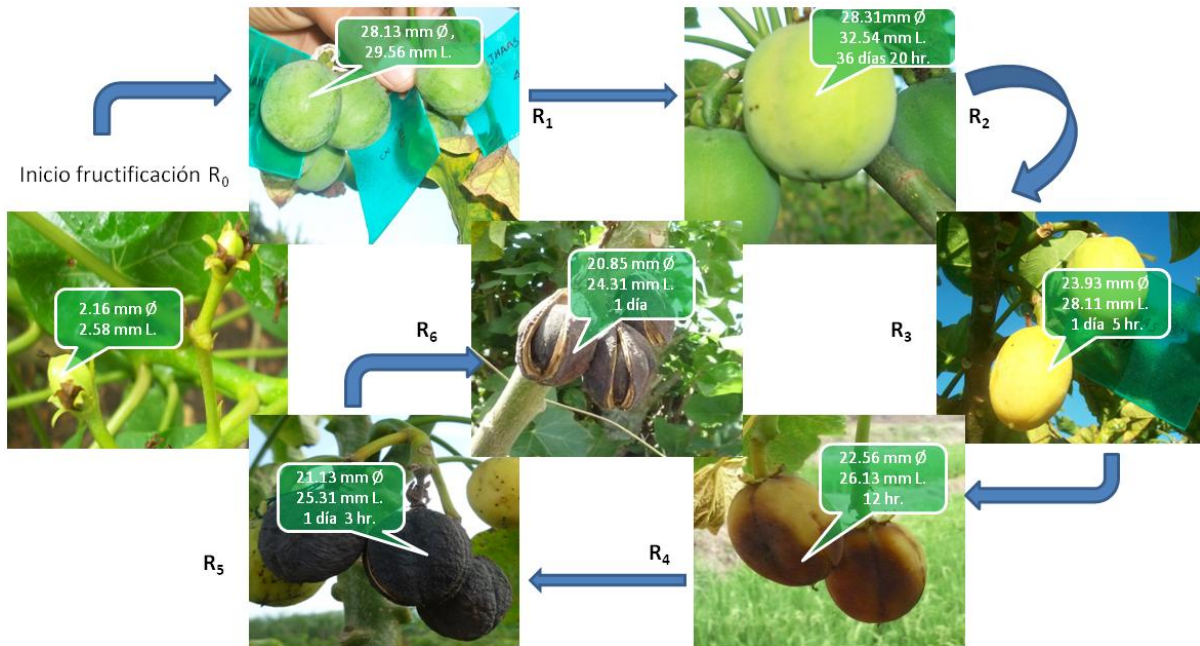 Inicio fructificación R₀
2.16 mm Ø
2.58 mm L.
28.13 mm Ø ,
29.56 mm L.
JHAAS
R₁
28.31mm Ø
32.54 mm L.
36 días 20 hr.
R₂
R₃
23.93 mm Ø
28.11 mm L.
1 día 5 hr.
R₄
22.56 mm Ø
26.13 mm L.
12 hr.
R₅
21.13 mm Ø
25.31 mm L.
1 día 3 hr.
R₆
20.85 mm Ø
24.31 mm L.
1 día